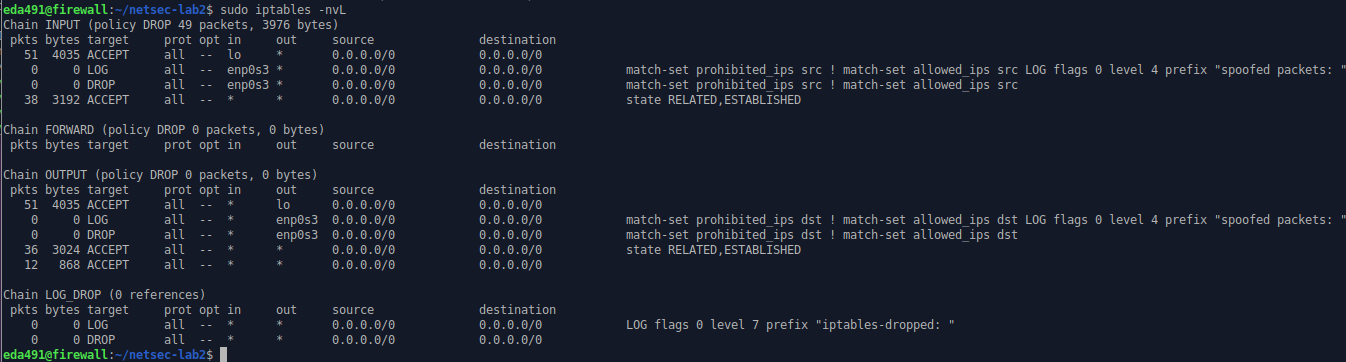 eda491@firewall:~/netsec-lab2$ sudo iptables -nvL
Chain INPUT (policy DROP 49 packets, 3976 bytes)
 pkts bytes target     prot opt in     out     source               destination
   51  4035 ACCEPT     all  --  lo     *       0.0.0.0/0            0.0.0.0/0
    0     0 LOG        all  --  enp0s3 *       0.0.0.0/0            0.0.0.0/0            match-set prohibited_ips src ! match-set allowed_ips src LOG flags 0 level 4 prefix "spoofed packets: "
    0     0 DROP       all  --  enp0s3 *       0.0.0.0/0            0.0.0.0/0            match-set prohibited_ips src ! match-set allowed_ips src
   38  3192 ACCEPT     all  --  *      *       0.0.0.0/0            0.0.0.0/0            state RELATED,ESTABLISHED
Chain FORWARD (policy DROP 0 packets, 0 bytes)
 pkts bytes target     prot opt in     out     source               destination
Chain OUTPUT (policy DROP 0 packets, 0 bytes)
 pkts bytes target     prot opt in     out     source               destination
   51  4035 ACCEPT     all  --  *      lo      0.0.0.0/0            0.0.0.0/0
    0     0 LOG        all  --  *      enp0s3  0.0.0.0/0            0.0.0.0/0            match-set prohibited_ips dst ! match-set allowed_ips dst LOG flags 0 level 4 prefix "spoofed packets: "
    0     0 DROP       all  --  *      enp0s3  0.0.0.0/0            0.0.0.0/0            match-set prohibited_ips dst ! match-set allowed_ips dst
   36  3024 ACCEPT     all  --  *      *       0.0.0.0/0            0.0.0.0/0            state RELATED,ESTABLISHED
   12   868 ACCEPT     all  --  *      *       0.0.0.0/0            0.0.0.0/0
Chain LOG_DROP (0 references)
 pkts bytes target     prot opt in     out     source               destination
    0     0 LOG        all  --  *      *       0.0.0.0/0            0.0.0.0/0            LOG flags 0 level 7 prefix "iptables-dropped: "
    0     0 DROP       all  --  *      *       0.0.0.0/0            0.0.0.0/0
eda491@firewall:~/netsec-lab2$